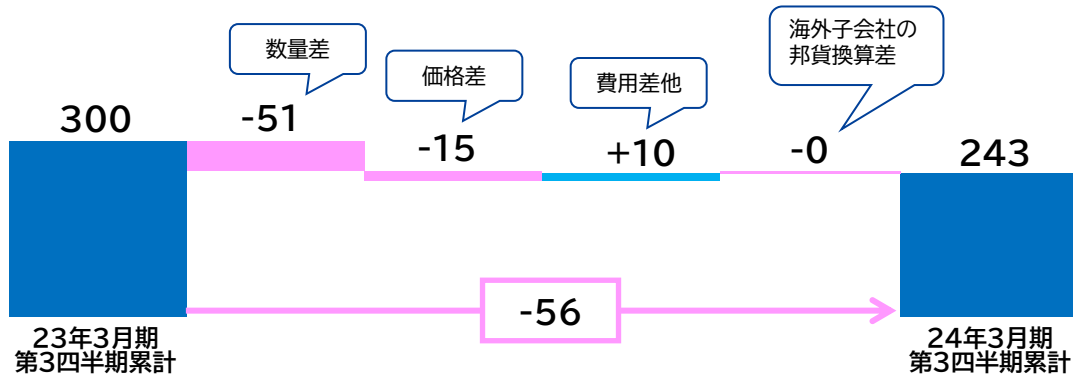 数量差
価格差
費用差他
海外子会社の
邦貨換算差
300
-51
-15
+10
-0
243
-56
23年3月期
第3四半期累計
24年3月期
第3四半期累計